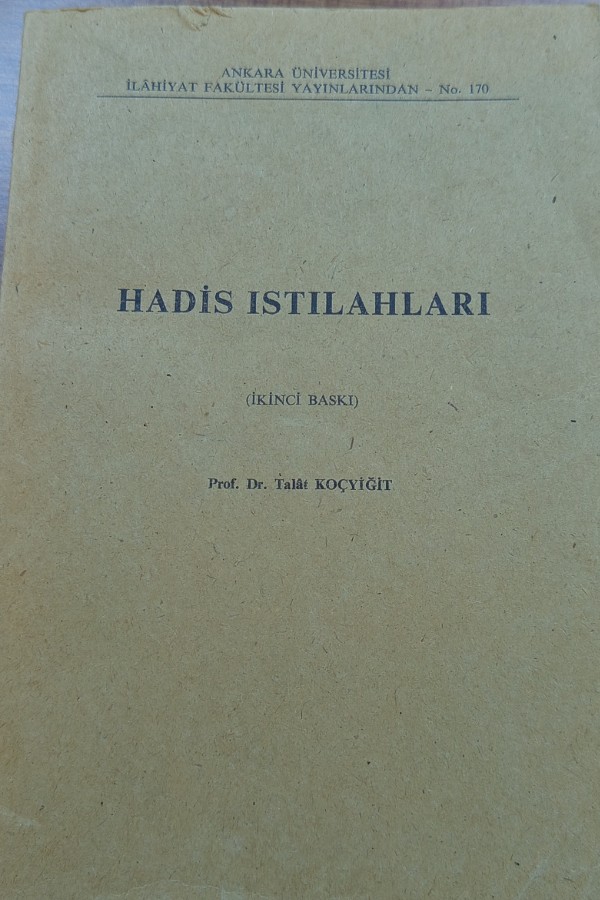 ANKARA ÜNİVERSİTESİ
İLÂHİYAT FAKÜLTESİ YAYINLARINDAN – No. 170
HADİS ISTILAHLARI
(İKİNCİ BASKI)
Prof. Dr. Talât KOÇYİĞİT